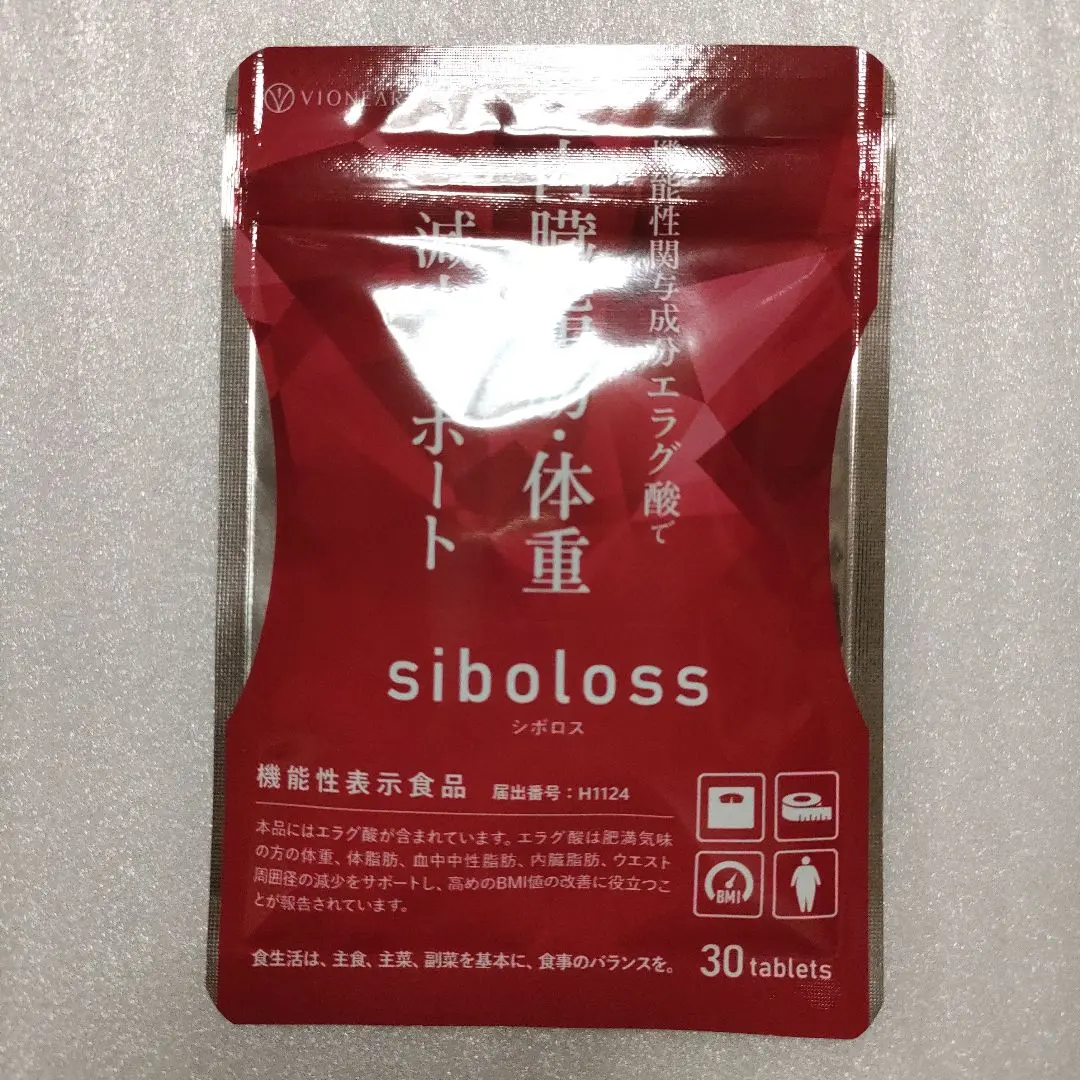 機能性関与成分エラグ酸で
・体重
ポート
siboloss
シボロス
機能性表示食品 届出番号：H1124
本品にはエラグ酸が含まれています。エラグ酸は肥満気味
の方の体重、体脂肪、血中中性脂肪、内臓脂肪、ウエスト
周囲径の減少をサポートし、高めのBMI値の改善に役立つこ
とが報告されています。
BMI
食生活は、主食、主菜、副菜を基本に、食事のバランスを。
30 tablets